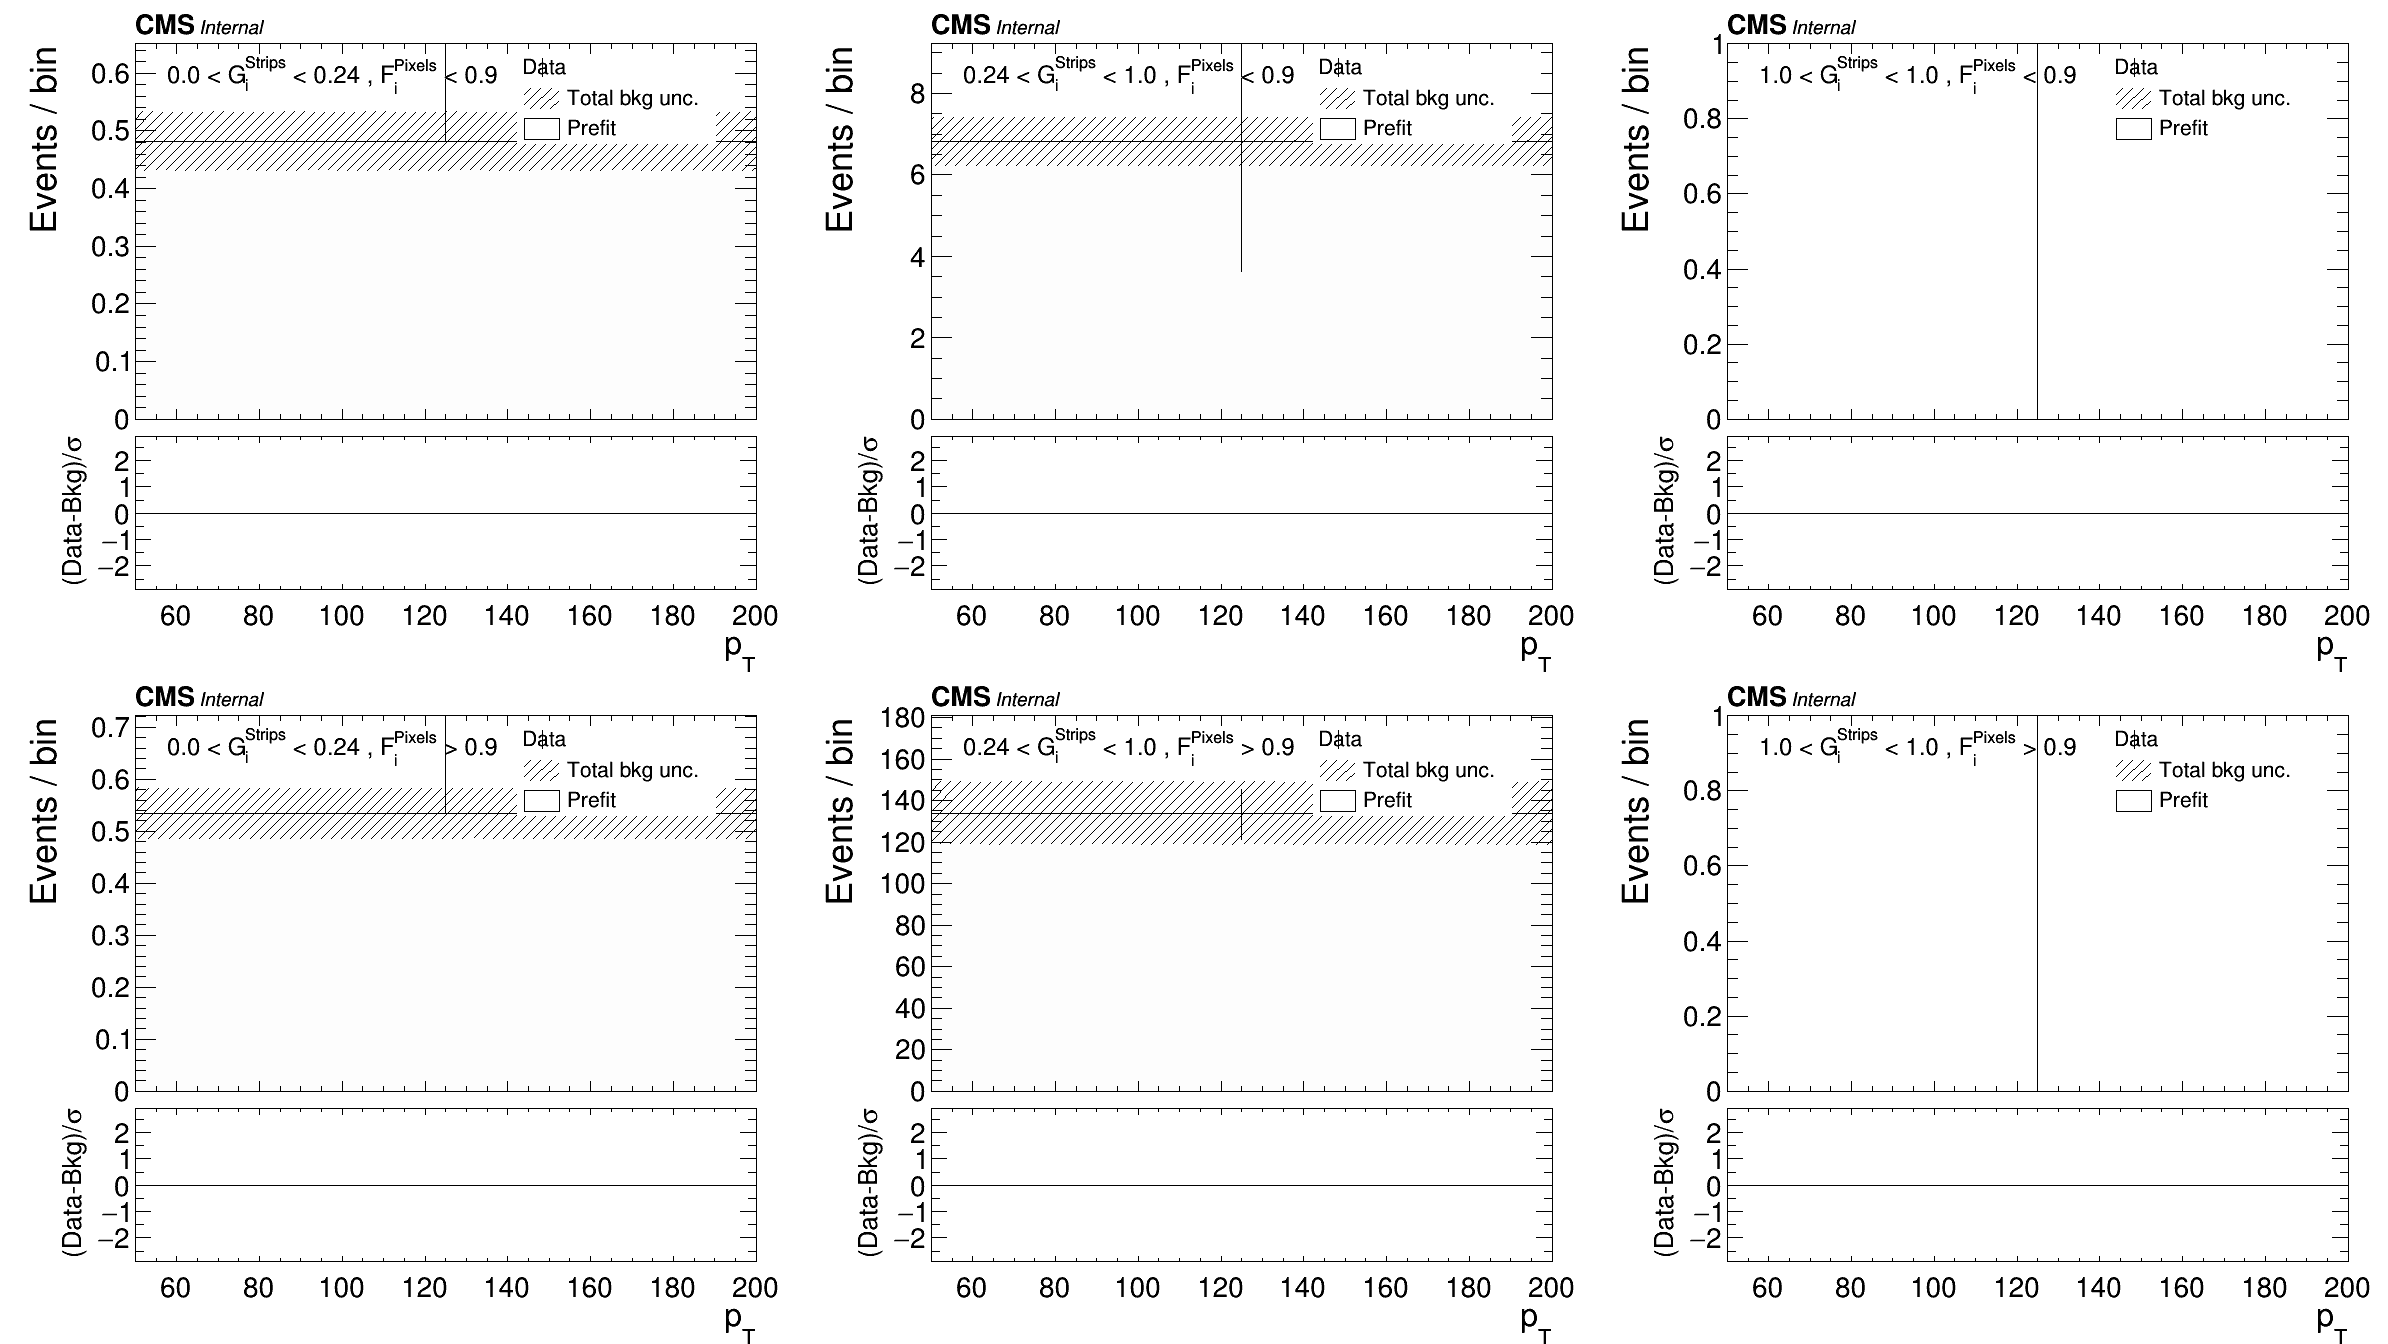 CMS Internal
Events / bin
0.0 < G_i^Strips < 0.24 , F_i^Pixels < 0.9
Data
Total bkg unc.
Prefit
0.6
0.5
0.4
0.3
0.2
0.1
0
(Data-Bkg)/σ
2
1
0
−1
−2
60 80 100 120 140 160 180 200
p_T
CMS Internal
Events / bin
0.24 < G_i^Strips < 1.0 , F_i^Pixels < 0.9
Data
Total bkg unc.
Prefit
8
6
4
2
0
(Data-Bkg)/σ
2
1
0
−1
−2
60 80 100 120 140 160 180 200
p_T
CMS Internal
Events / bin
1.0 < G_i^Strips < 1.0 , F_i^Pixels < 0.9
Data
Total bkg unc.
Prefit
1
0.8
0.6
0.4
0.2
0
(Data-Bkg)/σ
2
1
0
−1
−2
60 80 100 120 140 160 180 200
p_T
CMS Internal
Events / bin
0.0 < G_i^Strips < 0.24 , F_i^Pixels > 0.9
Data
Total bkg unc.
Prefit
0.7
0.6
0.5
0.4
0.3
0.2
0.1
0
(Data-Bkg)/σ
2
1
0
−1
−2
60 80 100 120 140 160 180 200
p_T
CMS Internal
Events / bin
0.24 < G_i^Strips < 1.0 , F_i^Pixels > 0.9
Data
Total bkg unc.
Prefit
180
160
140
120
100
80
60
40
20
0
(Data-Bkg)/σ
2
1
0
−1
−2
60 80 100 120 140 160 180 200
p_T
CMS Internal
Events / bin
1.0 < G_i^Strips < 1.0 , F_i^Pixels > 0.9
Data
Total bkg unc.
Prefit
1
0.8
0.6
0.4
0.2
0
(Data-Bkg)/σ
2
1
0
−1
−2
60 80 100 120 140 160 180 200
p_T